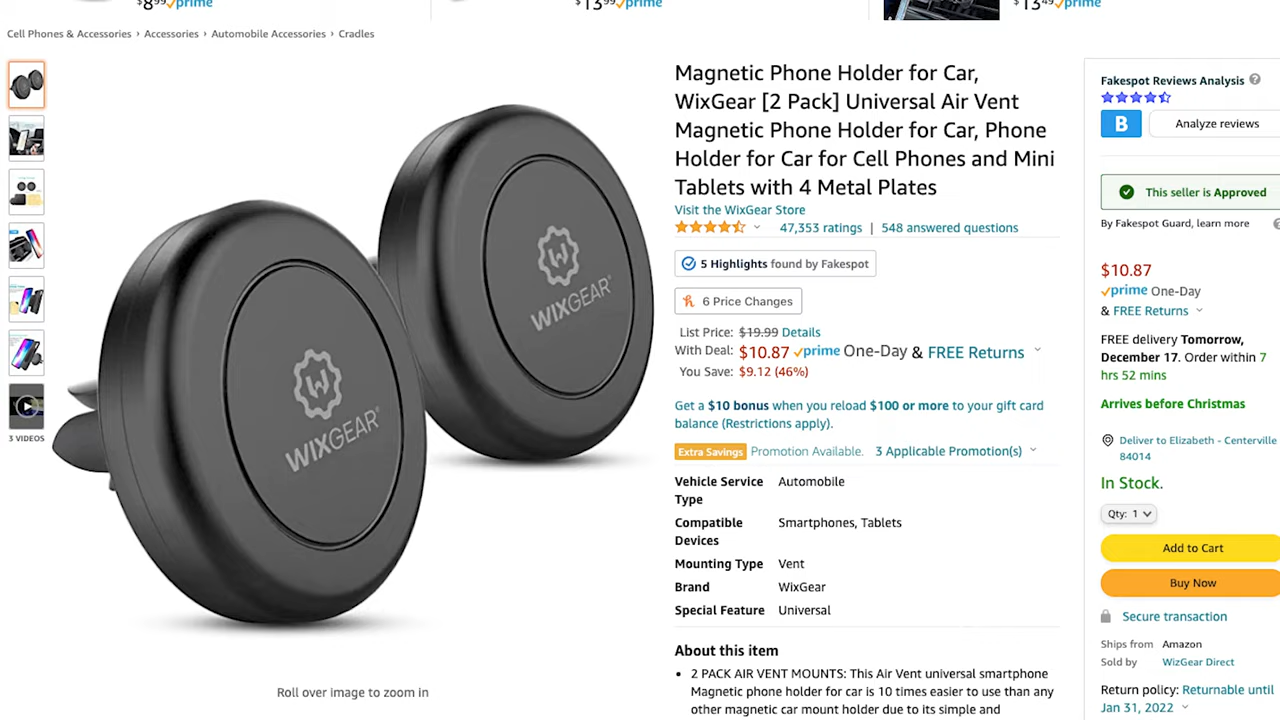 $8⁹⁹ prime
$13⁹⁹ prime
$13⁴⁹ prime
Cell Phones & Accessories › Accessories › Automobile Accessories › Cradles
3 VIDEOS
WIXGEAR®
WIXGEAR®
Roll over image to zoom in
Magnetic Phone Holder for Car,
WixGear [2 Pack] Universal Air Vent
Magnetic Phone Holder for Car, Phone
Holder for Car for Cell Phones and Mini
Tablets with 4 Metal Plates
Visit the WixGear Store
47,353 ratings | 548 answered questions
5 Highlights found by Fakespot
6 Price Changes
List Price: $19.99 Details
With Deal: $10.87 prime One-Day & FREE Returns
You Save: $9.12 (46%)
Get a $10 bonus when you reload $100 or more to your gift card
balance (Restrictions apply).
Extra Savings Promotion Available. 3 Applicable Promotion(s)
Vehicle Service Type Automobile
Compatible Devices Smartphones, Tablets
Mounting Type Vent
Brand WixGear
Special Feature Universal
About this item
• 2 PACK AIR VENT MOUNTS: This Air Vent universal smartphone
Magnetic phone holder for car is 10 times easier to use than any
other magnetic car mount holder due to its simple and
Fakespot Reviews Analysis ?
B Analyze reviews
This seller is Approved
By Fakespot Guard, learn more
$10.87
prime One-Day
& FREE Returns
FREE delivery Tomorrow,
December 17. Order within 7
hrs 52 mins
Arrives before Christmas
Deliver to Elizabeth - Centerville
84014
In Stock.
Qty: 1
Add to Cart
Buy Now
Secure transaction
Ships from Amazon
Sold by WizGear Direct
Return policy: Returnable until
Jan 31, 2022